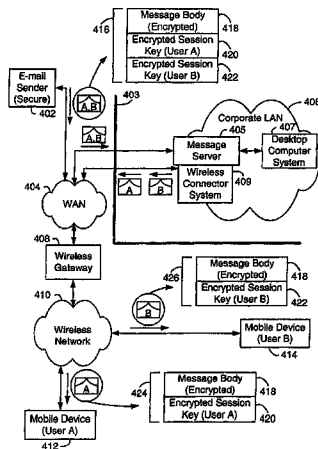 416
Message Body
(Encrypted)
418
Encrypted Session
Key (User A)
420
Encrypted Session
Key (User B)
422
E-mail
Sender
(Secure)
402
A,B
A,B
403
406
Corporate LAN
405
407
Message
Server
Desktop
Computer
System
Wireless
Connector
System
409
A
B
404
WAN
408
Wireless
Gateway
410
Wireless
Network
B
426
Message Body
(Encrypted)
418
Encrypted Session
Key (User B)
422
Mobile Device
(User B)
414
A
424
Message Body
(Encrypted)
418
Encrypted Session
Key (User A)
420
Mobile Device
(User A)
412